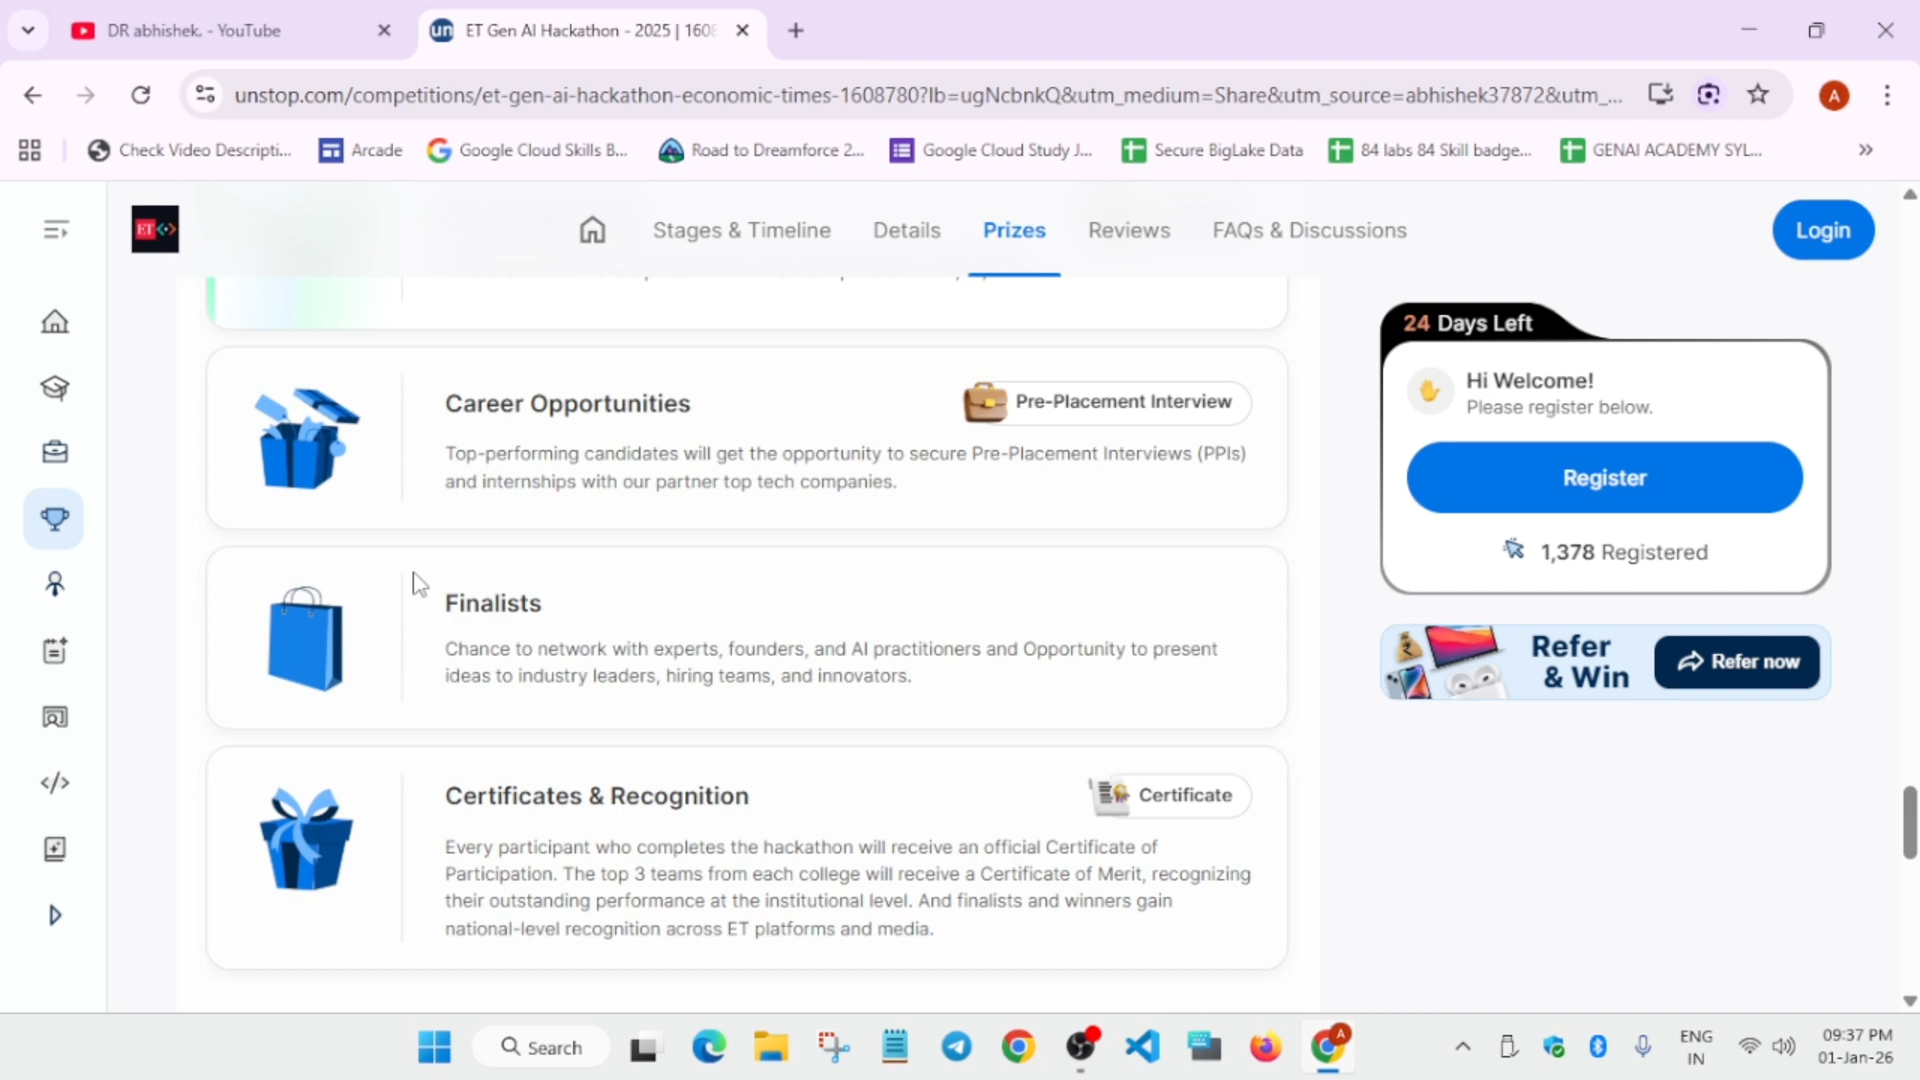 DR abhishek. - YouTube
ET Gen AI Hackathon - 2025 | 1608
unstop.com/competitions/et-gen-ai-hackathon-economic-times-1608780?lb=ugNcbnkQ&utm_medium=Share&utm_source=abhishek37872&utm_...
A
Check Video Descripti...
Arcade
Google Cloud Skills B...
Road to Dreamforce 2...
Google Cloud Study J...
Secure BigLake Data
84 labs 84 Skill badge...
GENAI ACADEMY SYL...
ET
Stages & Timeline
Details
Prizes
Reviews
FAQs & Discussions
Login
Career Opportunities
Pre-Placement Interview
Top-performing candidates will get the opportunity to secure Pre-Placement Interviews (PPIs)
and internships with our partner top tech companies.
Finalists
Chance to network with experts, founders, and AI practitioners and Opportunity to present
ideas to industry leaders, hiring teams, and innovators.
Certificates & Recognition
Certificate
Every participant who completes the hackathon will receive an official Certificate of
Participation. The top 3 teams from each college will receive a Certificate of Merit, recognizing
their outstanding performance at the institutional level. And finalists and winners gain
national-level recognition across ET platforms and media.
24 Days Left
Hi Welcome!
Please register below.
Register
1,378 Registered
Refer
& Win
Refer now
Search
A
ENG
IN
09:37 PM
01-Jan-26